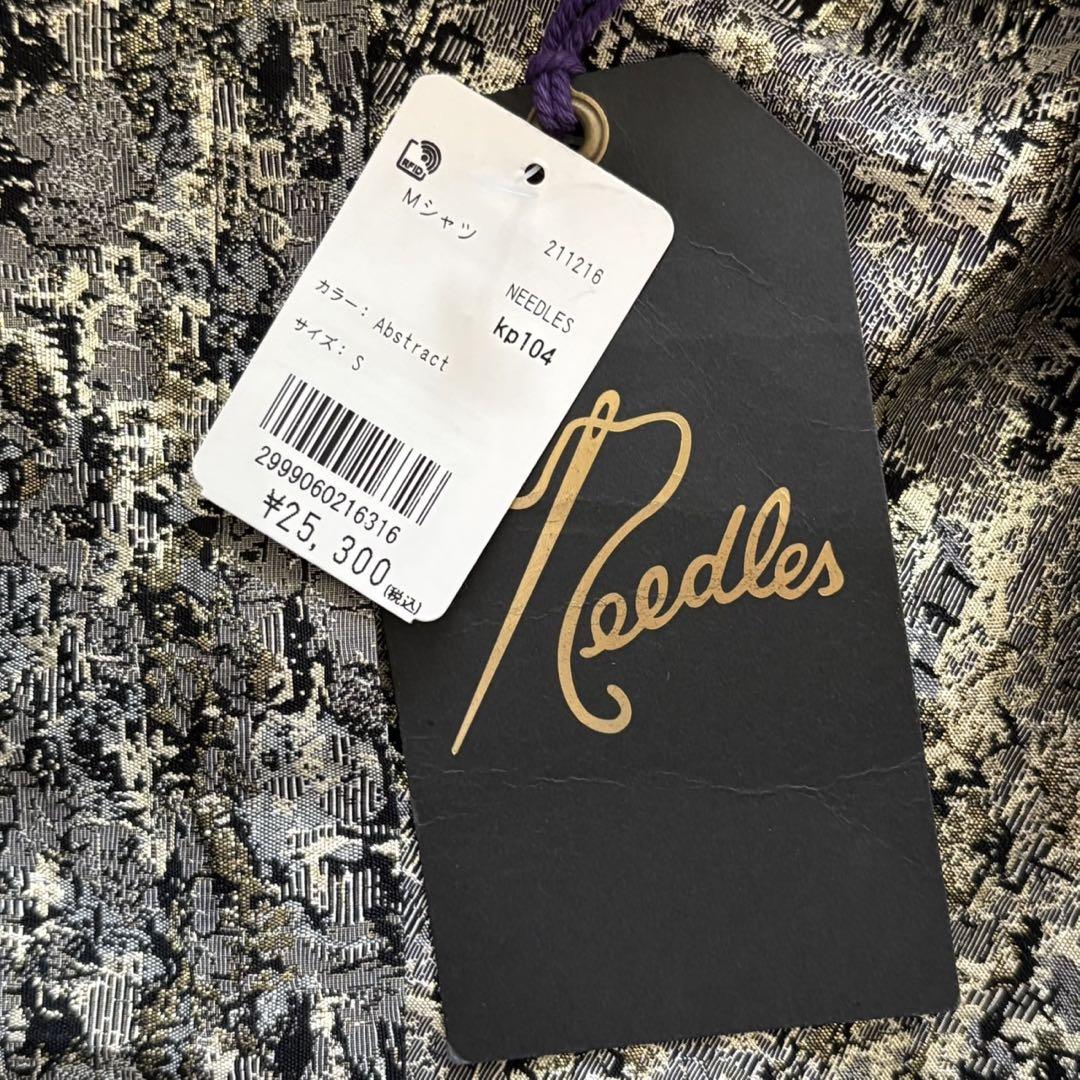 RFID
Mシャツ
211216
NEEDLES
kp104
カラー: Abstract
サイズ: S
2999060216316
¥25,300(税込)
Needles